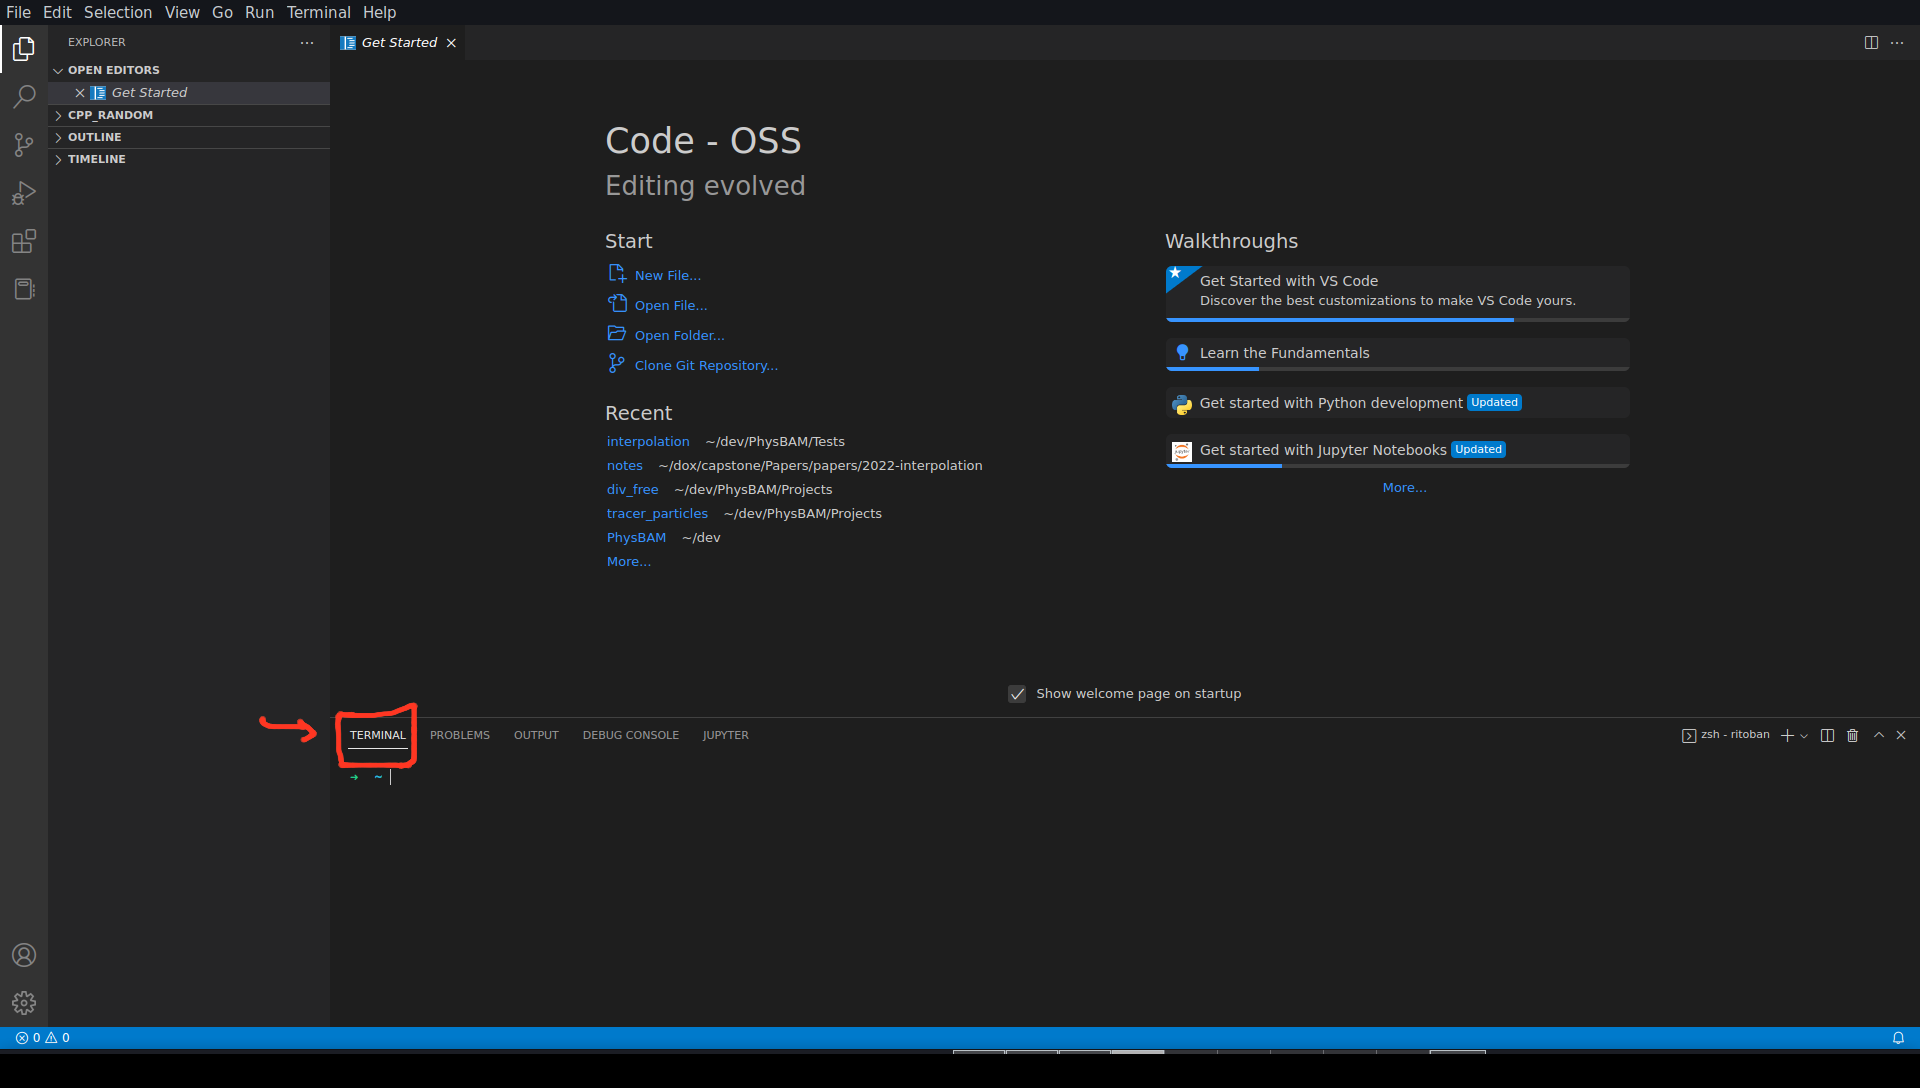 File Edit Selection View Go Run Terminal Help
EXPLORER
Get Started
OPEN EDITORS
Get Started
CPP_RANDOM
OUTLINE
TIMELINE
Code - OSS
Editing evolved
Start
New File...
Open File...
Open Folder...
Clone Git Repository...
Recent
interpolation ~/dev/PhysBAM/Tests
notes ~/dox/capstone/Papers/papers/2022-interpolation
div_free ~/dev/PhysBAM/Projects
tracer_particles ~/dev/PhysBAM/Projects
PhysBAM ~/dev
More...
Walkthroughs
Get Started with VS Code
Discover the best customizations to make VS Code yours.
Learn the Fundamentals
Get started with Python development Updated
Get started with Jupyter Notebooks Updated
More...
Show welcome page on startup
TERMINAL PROBLEMS OUTPUT DEBUG CONSOLE JUPYTER
zsh - ritoban
➜ ~
0 0